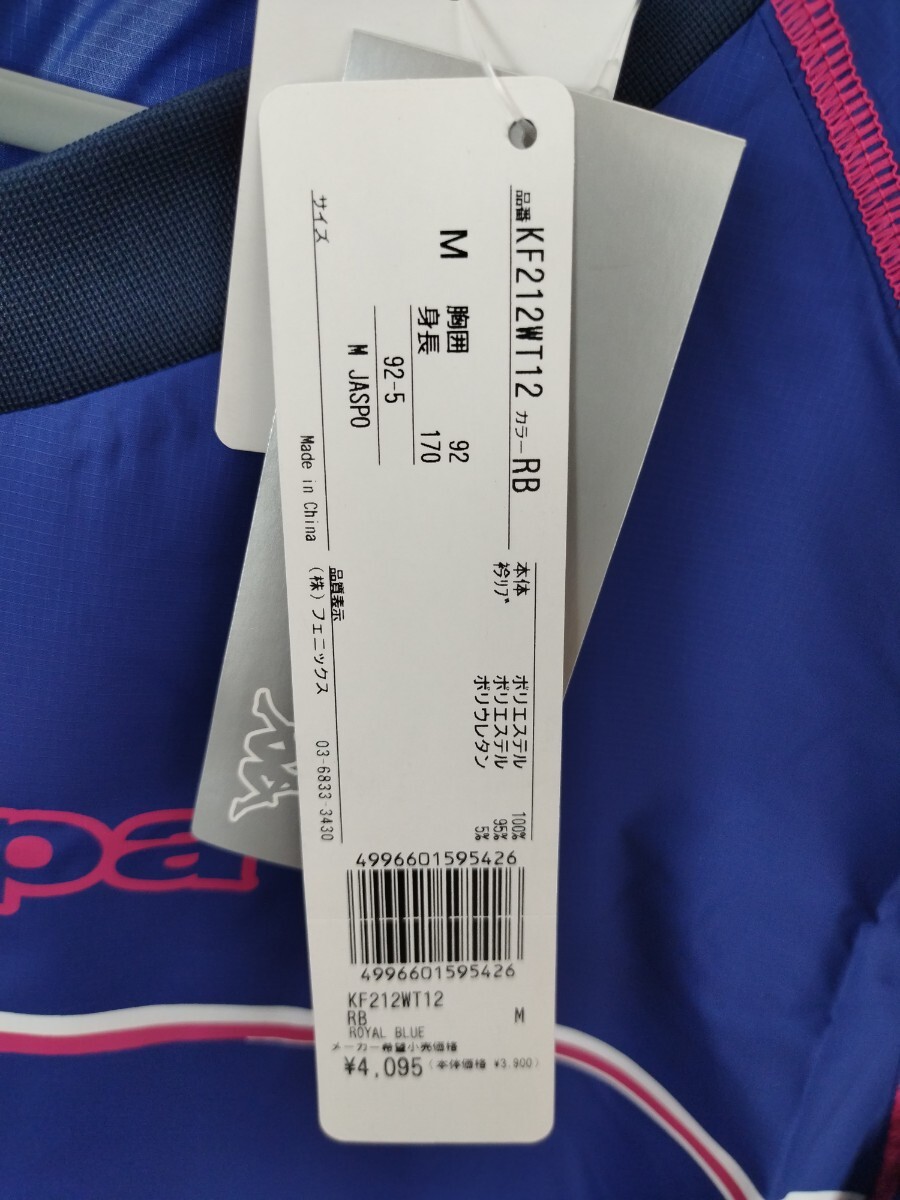 品番 KF212WT12 カラー RB
サイズ
M
胸囲 92
身長 170
92-5
M JASPO
Made in China
本体 ポリエステル 100%
衿リブ ポリエステル 95%
ポリウレタン 5%
品質表示
(株)フェニックス 03-6833-3430
4996601595426
4996601595426
KF212WT12
RB M
ROYAL BLUE
メーカー希望小売価格
¥4,095 (本体価格 ¥3,900)
pa